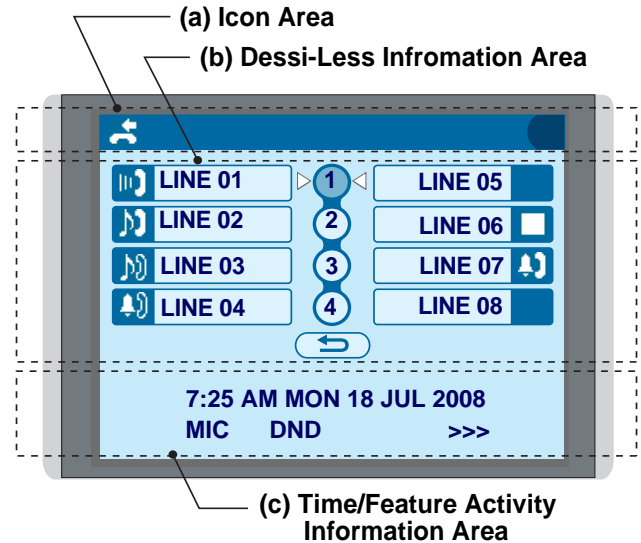 (a) Icon Area
(b) Dessi-Less Infromation Area
LINE 01 1 LINE 05
LINE 02 2 LINE 06
LINE 03 3 LINE 07
LINE 04 4 LINE 08
7:25 AM MON 18 JUL 2008
MIC DND >>>
(c) Time/Feature Activity
Information Area